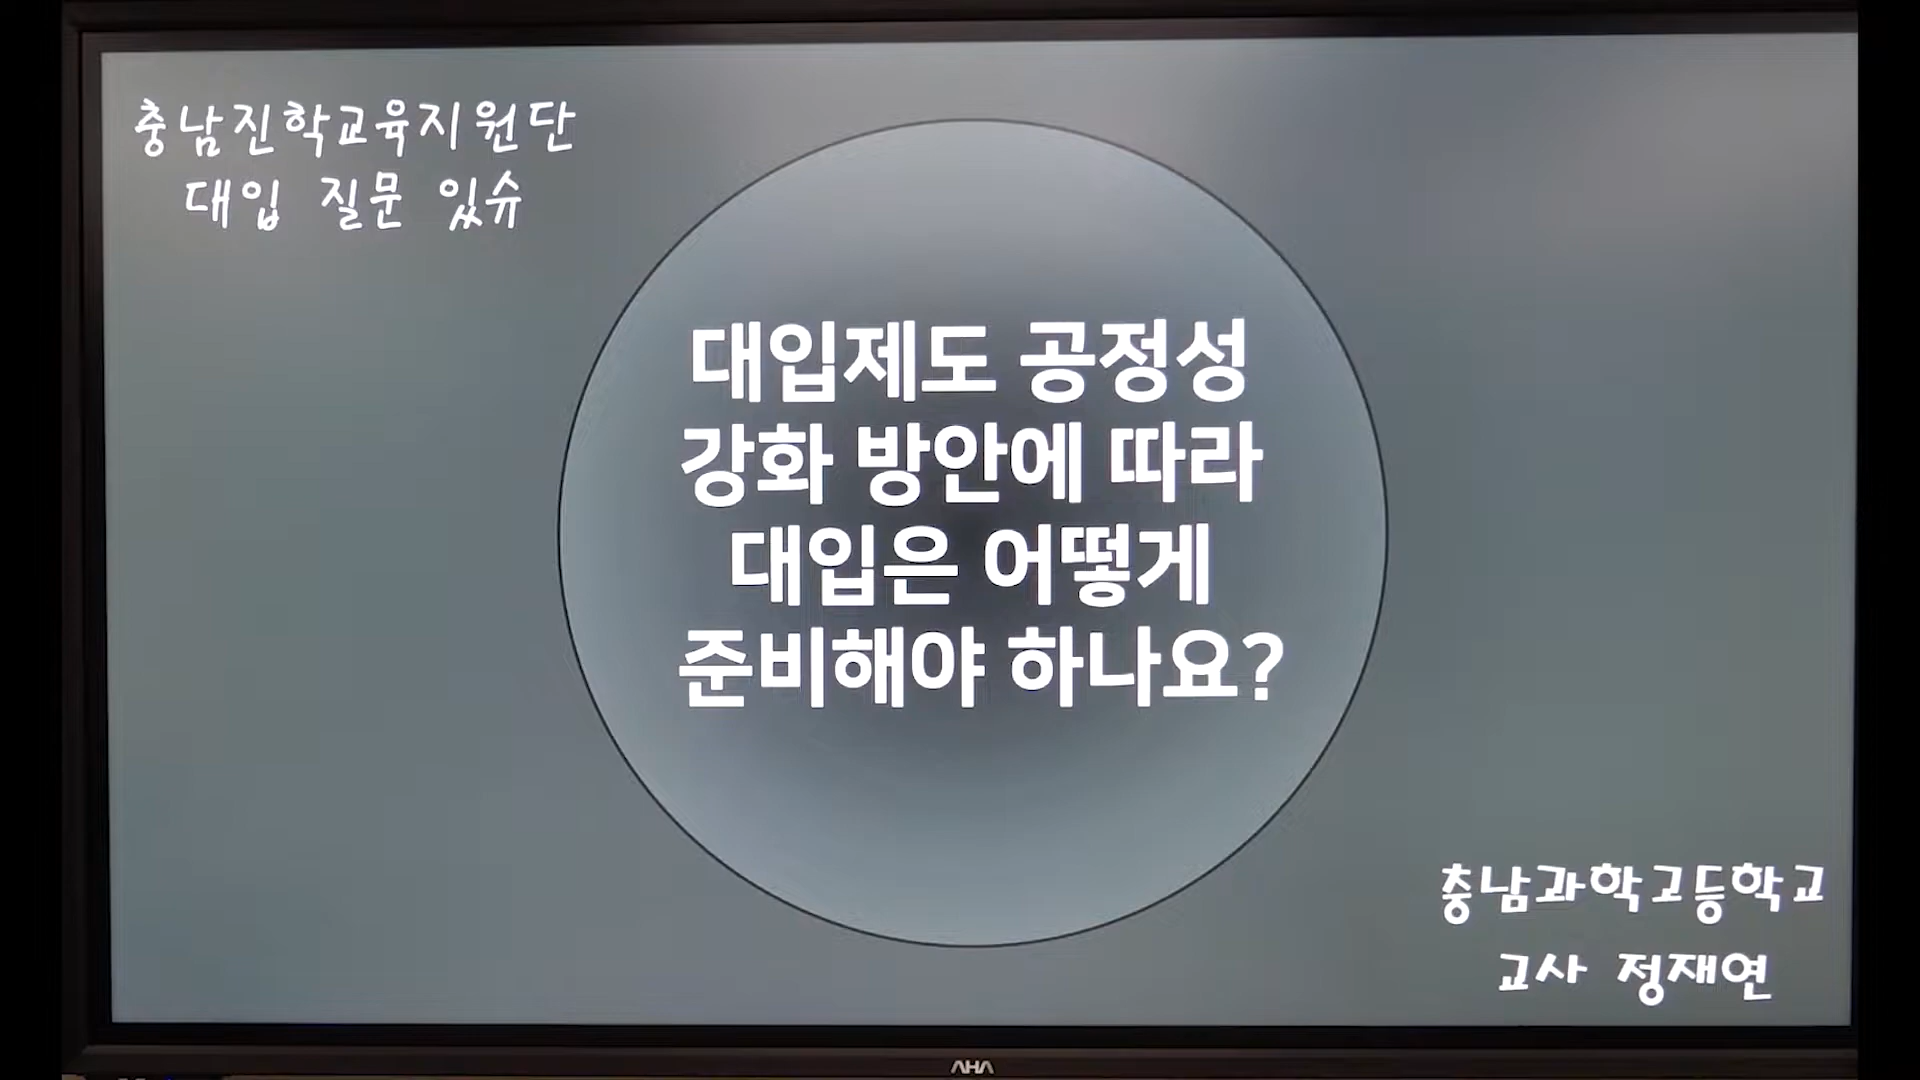 충남진학교육지원단
대입 질문 있슈
대입제도 공정성
강화 방안에 따라
대입은 어떻게
준비해야 하나요?
충남과학고등학교
교사 정재연
AHA